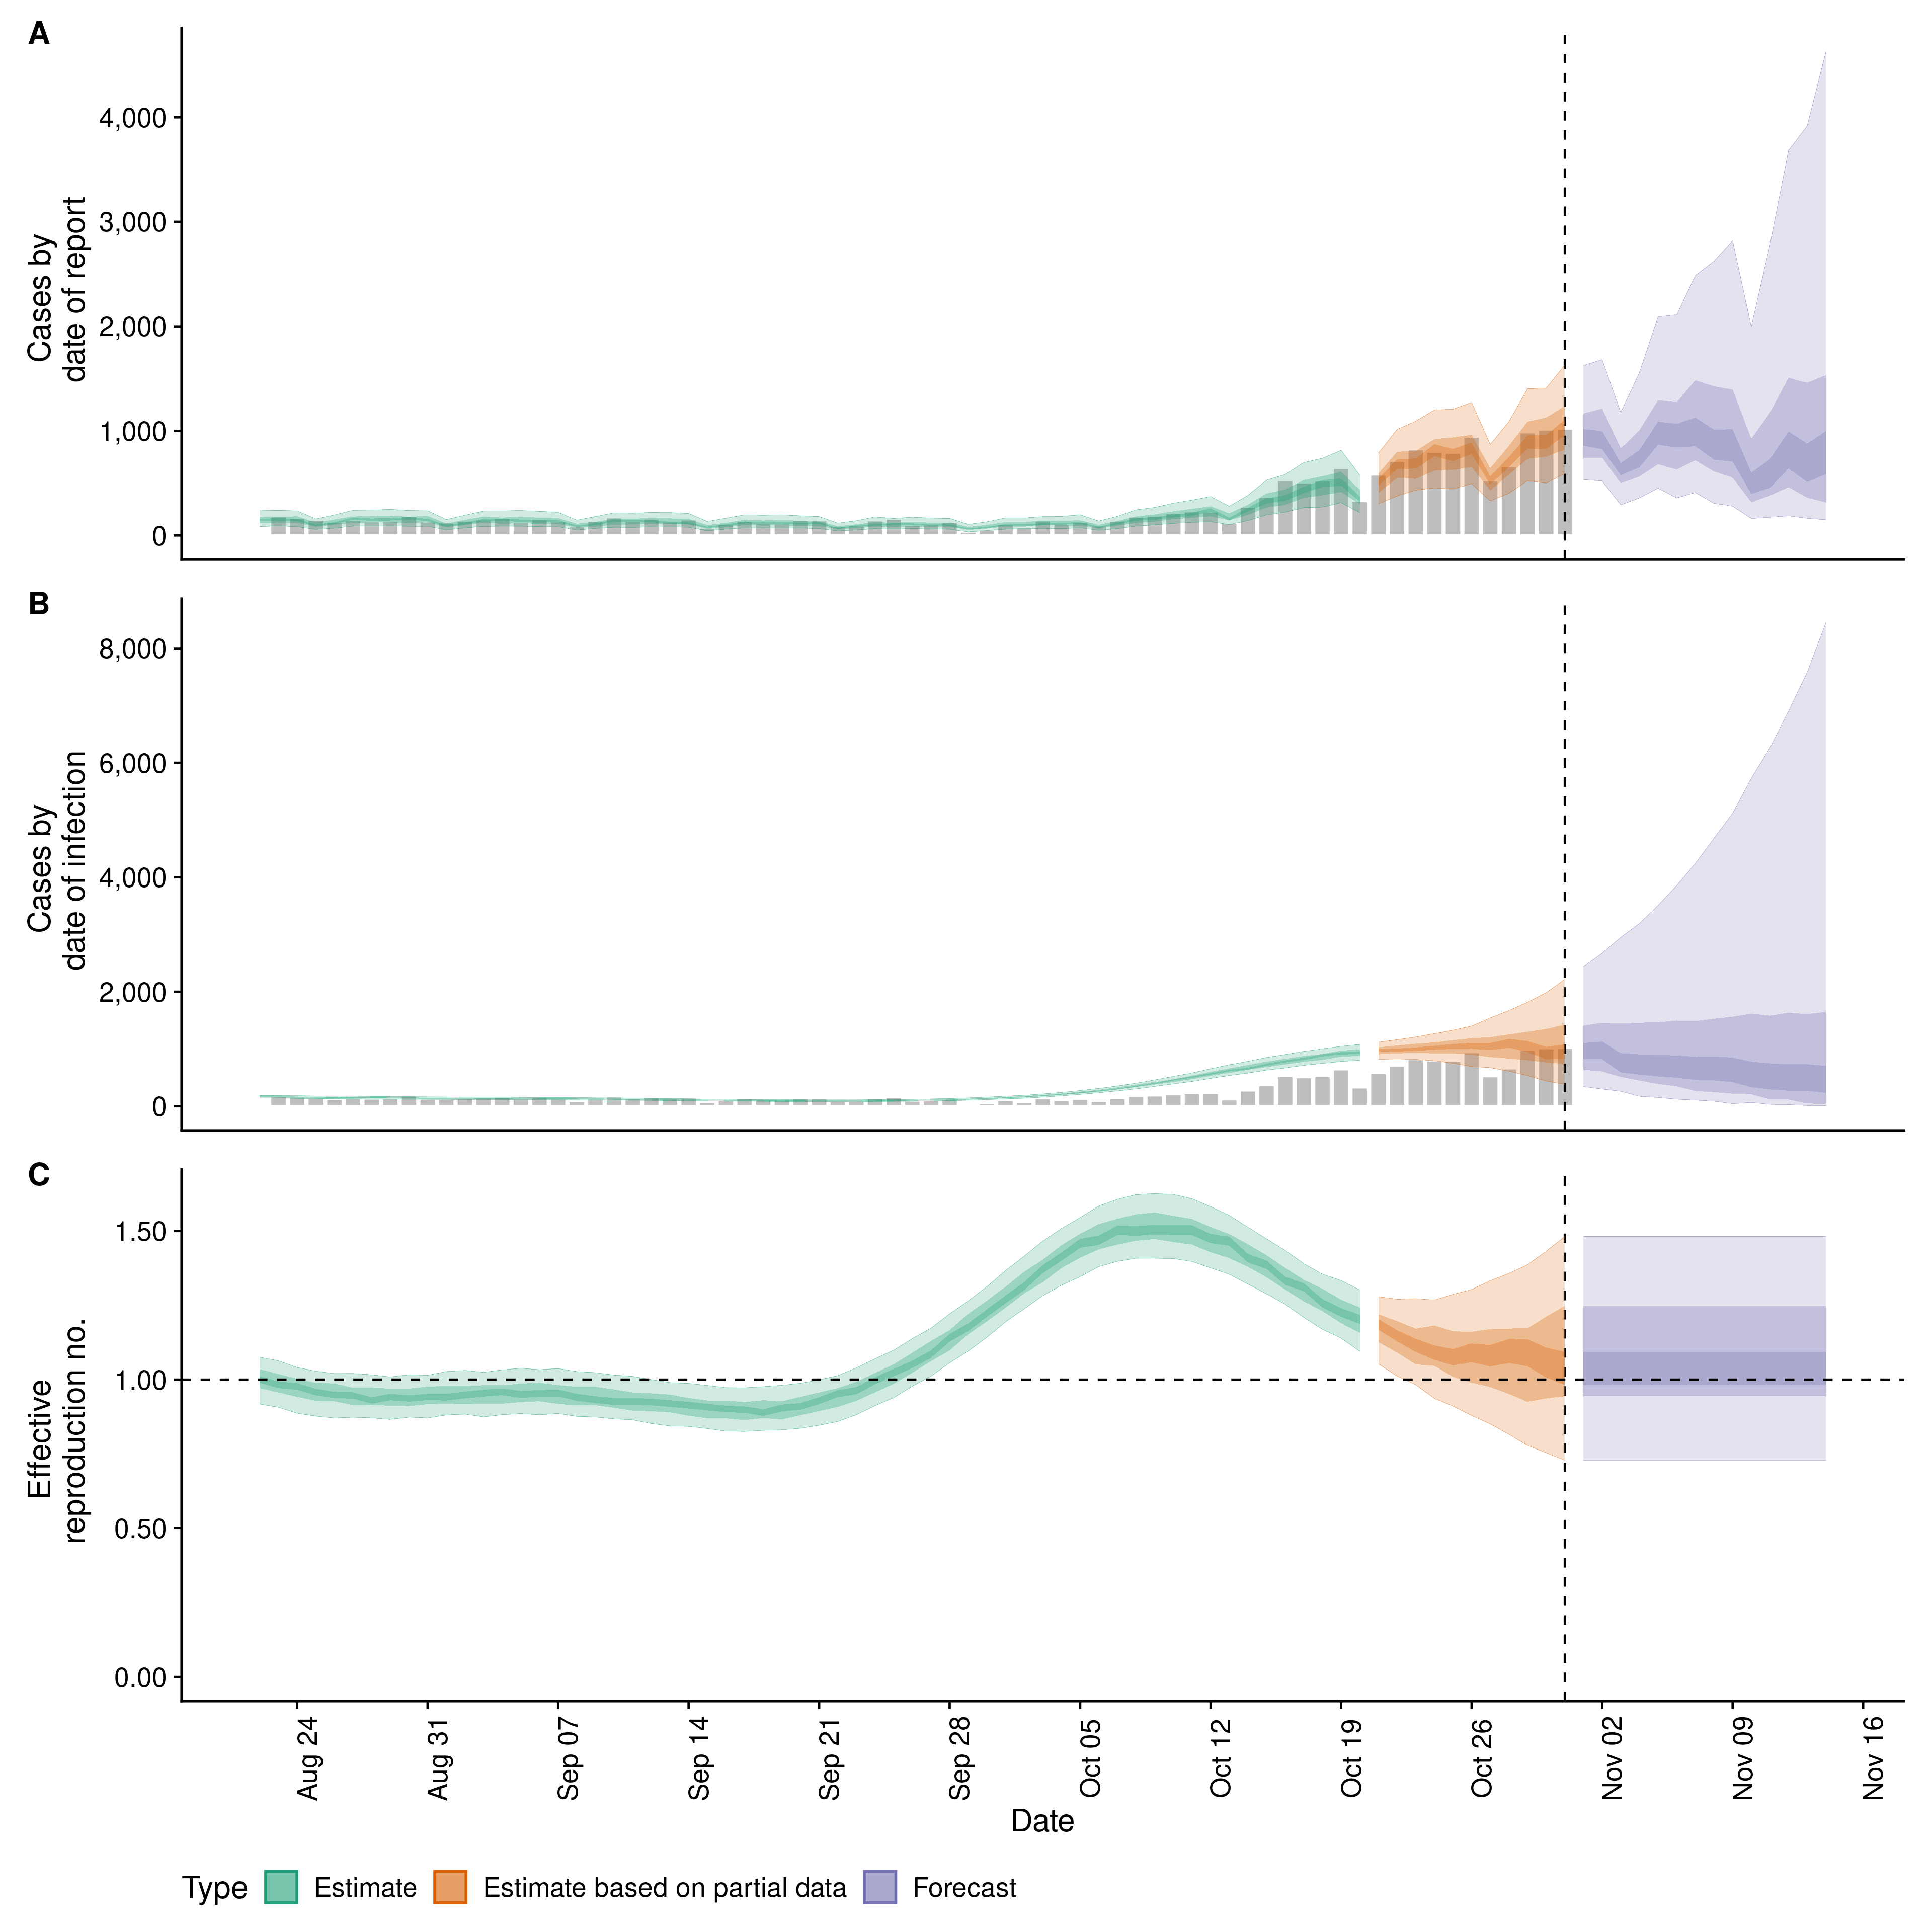 A
Cases by
date of report
4,000
3,000
2,000
1,000
0
B
Cases by
date of infection
8,000
6,000
4,000
2,000
0
C
Effective
reproduction no.
1.50
1.00
0.50
0.00
Aug 24
Aug 31
Sep 07
Sep 14
Sep 21
Sep 28
Oct 05
Oct 12
Oct 19
Oct 26
Nov 02
Nov 09
Nov 16
Date
Type Estimate Estimate based on partial data Forecast